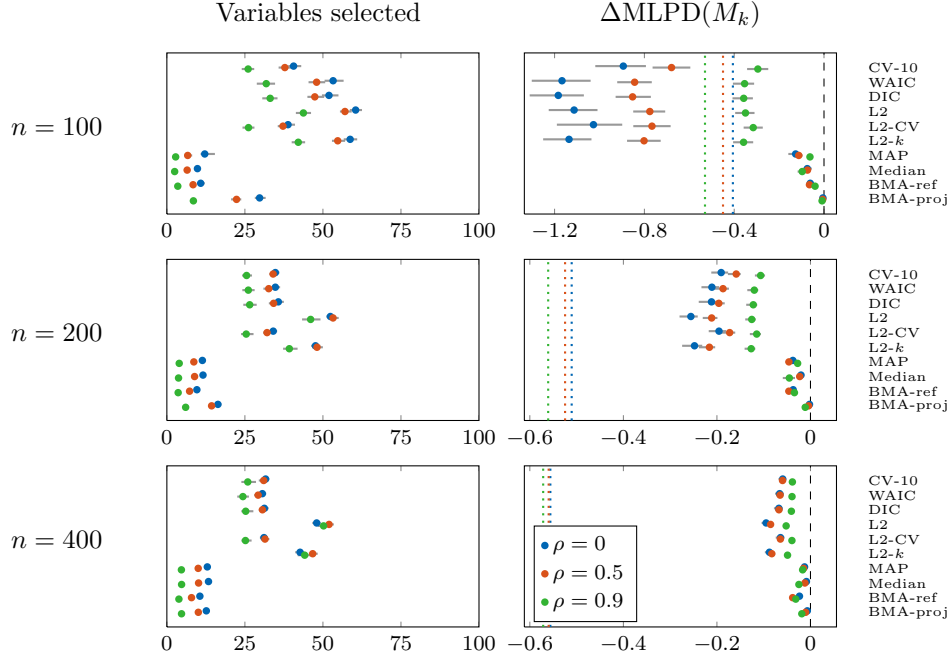 Variables selected
ΔMLPD(M_k)
n = 100
CV-10
WAIC
DIC
L2
L2-CV
L2-k
MAP
Median
BMA-ref
BMA-proj
0 25 50 75 100
−1.2 −0.8 −0.4 0
n = 200
CV-10
WAIC
DIC
L2
L2-CV
L2-k
MAP
Median
BMA-ref
BMA-proj
0 25 50 75 100
−0.6 −0.4 −0.2 0
n = 400
CV-10
WAIC
DIC
L2
L2-CV
L2-k
MAP
Median
BMA-ref
BMA-proj
ρ = 0
ρ = 0.5
ρ = 0.9
0 25 50 75 100
−0.6 −0.4 −0.2 0